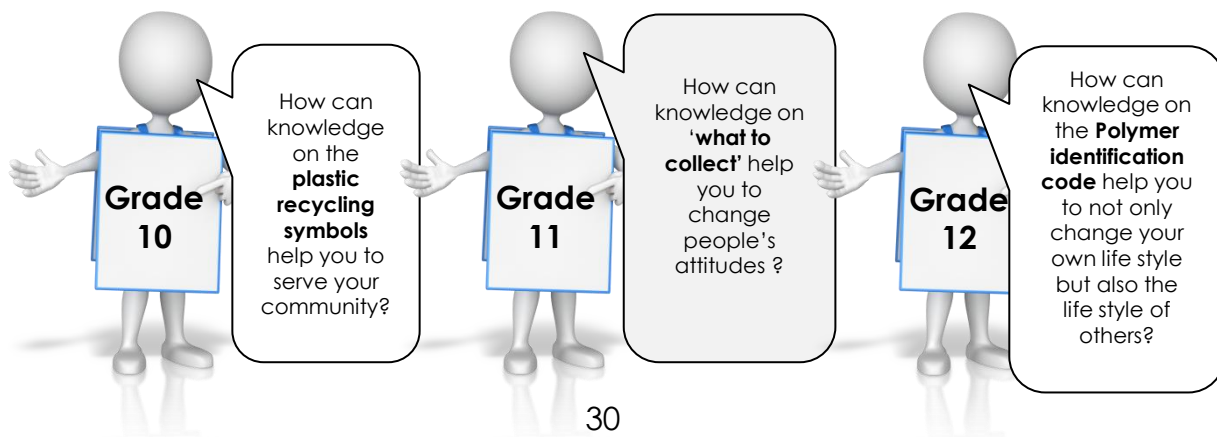 Grade
10
How can
knowledge
on the
plastic
recycling
symbols
help you to
serve your
community?
Grade
11
How can
knowledge on
‘what to
collect’ help
you to
change
people’s
attitudes ?
Grade
12
How can
knowledge on
the Polymer
identification
code help you
to not only
change your
own life style
but also the
life style of
others?
30